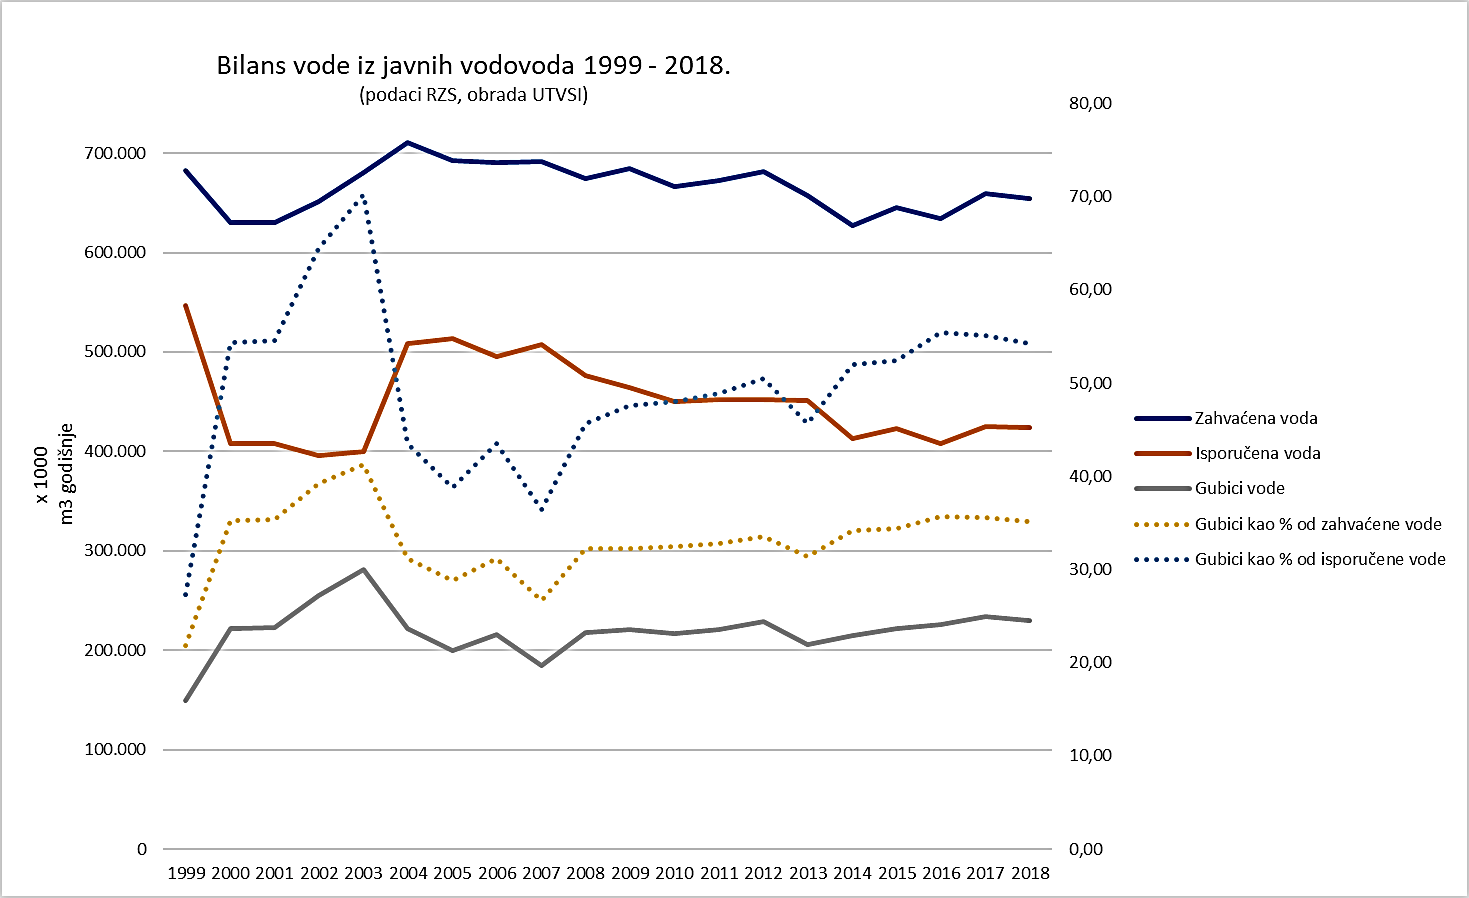 Bilans vode iz javnih vodovoda 1999 - 2018.
(podaci RZS, obrada UTVSI)
700.000
600.000
500.000
400.000
300.000
200.000
100.000
0
x 1000
m3 godišnje
80,00
70,00
60,00
50,00
40,00
30,00
20,00
10,00
0,00
1999 2000 2001 2002 2003 2004 2005 2006 2007 2008 2009 2010 2011 2012 2013 2014 2015 2016 2017 2018
Zahvaćena voda
Isporučena voda
Gubici vode
Gubici kao % od zahvaćene vode
Gubici kao % od isporučene vode